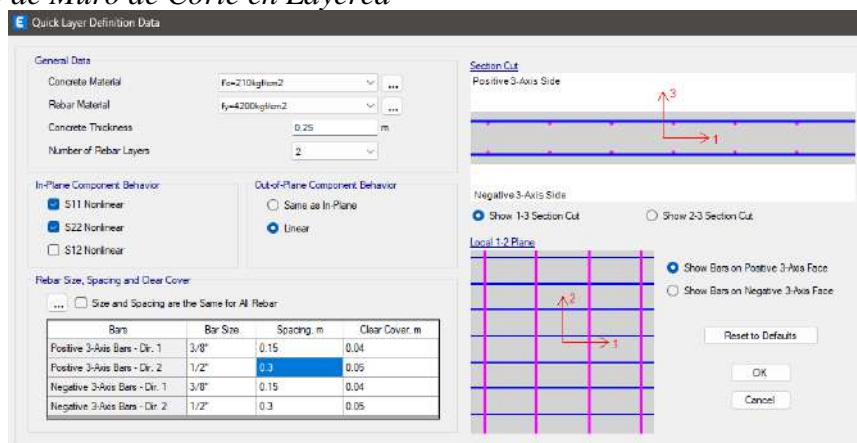 de Muro de Corte en Layered
Quick Layer Definition Data
General Data
Concrete Material
F'c=210kgf/cm2
...
Rebar Material
fy=4200kgf/cm2
...
Concrete Thickness
0.25
m
Number of Rebar Layers
2
In-Plane Component Behavior
S11 Nonlinear
S22 Nonlinear
S12 Nonlinear
Out-of-Plane Component Behavior
Same as In-Plane
Linear
Rebar Size, Spacing and Clear Cover
... Size and Spacing are the Same for All Rebar
Bars Bar Size Spacing, m Clear Cover, m
Positive 3-Axis Bars - Dir. 1 3/8" 0.15 0.04
Positive 3-Axis Bars - Dir. 2 1/2" 0.3 0.05
Negative 3-Axis Bars - Dir. 1 3/8" 0.15 0.04
Negative 3-Axis Bars - Dir. 2 1/2" 0.3 0.05
Section Cut
Positive 3-Axis Side
3
1
Negative 3-Axis Side
Show 1-3 Section Cut Show 2-3 Section Cut
Local 1-2 Plane
2
1
Show Bars on Positive 3-Axis Face
Show Bars on Negative 3-Axis Face
Reset to Defaults
OK
Cancel